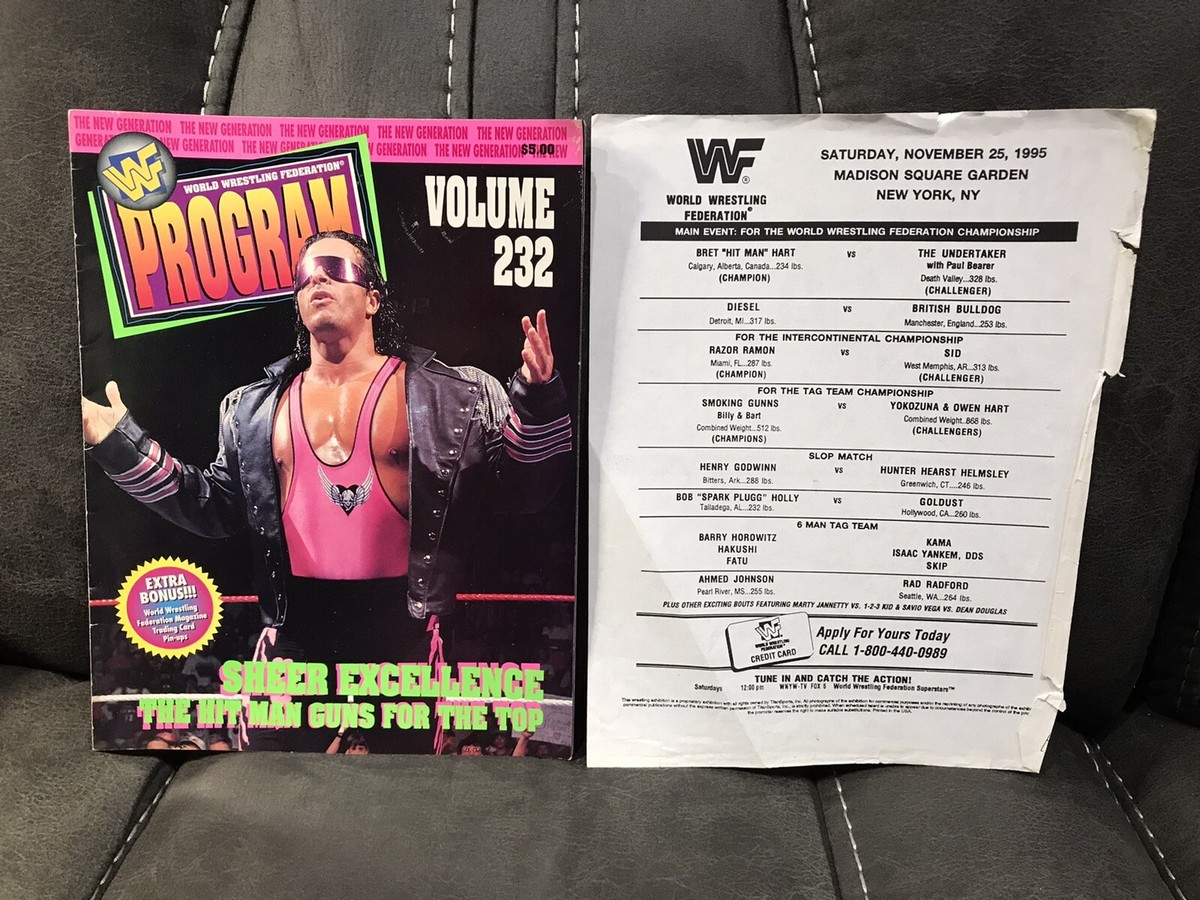 THE NEW GENERATION THE NEW GENERATION THE NEW GENERATION THE NEW GENERATION THE NEW GENERATION
GENERATION THE NEW GENERATION THE NEW
$5.00
WF
WORLD WRESTLING FEDERATION®
PROGRAM
VOLUME
232
EXTRA
BONUS!!!
World Wrestling
Federation Magazine
Trading Card
Pin-ups
SHEER EXCELLENCE
THE HIT MAN GUNS FOR THE TOP
WF®
WORLD WRESTLING
FEDERATION®
SATURDAY, NOVEMBER 25, 1995
MADISON SQUARE GARDEN
NEW YORK, NY
MAIN EVENT: FOR THE WORLD WRESTLING FEDERATION CHAMPIONSHIP
BRET "HIT MAN" HART vs THE UNDERTAKER
with Paul Bearer
Calgary, Alberta, Canada...234 lbs. Death Valley...328 lbs.
(CHAMPION) (CHALLENGER)
DIESEL vs BRITISH BULLDOG
Detroit, MI...317 lbs. Manchester, England...253 lbs.
FOR THE INTERCONTINENTAL CHAMPIONSHIP
RAZOR RAMON vs SID
Miami, FL...287 lbs. West Memphis, AR...313 lbs.
(CHAMPION) (CHALLENGER)
FOR THE TAG TEAM CHAMPIONSHIP
SMOKING GUNNS vs YOKOZUNA & OWEN HART
Billy & Bart
Combined Weight...512 lbs. Combined Weight..868 lbs.
(CHAMPIONS) (CHALLENGERS)
SLOP MATCH
HENRY GODWINN vs HUNTER HEARST HELMSLEY
Bitters, Ark...288 lbs. Greenwich, CT....246 lbs.
BOB "SPARK PLUGG" HOLLY vs GOLDUST
Talladega, AL...232 lbs. Hollywood, CA...260 lbs.
6 MAN TAG TEAM
BARRY HOROWITZ KAMA
HAKUSHI ISAAC YANKEM, DDS
FATU SKIP
AHMED JOHNSON RAD RADFORD
Pearl River, MS...255 lbs. Seattle, WA...264 lbs.
PLUS OTHER EXCITING BOUTS FEATURING MARTY JANNETTY VS. 1-2-3 KID & SAVIO VEGA VS. DEAN DOUGLAS
WORLD WRESTLING
FEDERATION
CREDIT CARD
Apply For Yours Today
CALL 1-800-440-0989
TUNE IN AND CATCH THE ACTION!
Saturdays 12:00 pm WNYW-TV FOX 5 World Wrestling Federation Superstars™